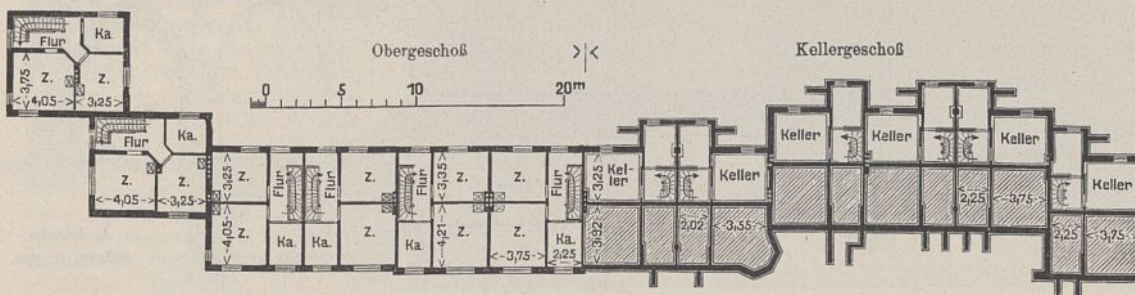 Obergeschoß
Kellergeschoß
0 5 10 20m
Flur Ka.
3,75 Z. Z.
4,05 3,25
Flur Ka.
Z. Z.
4,05 3,25
3,25 Z. Flur Flur Z. Flur 3,35 Z. Z. Flur
4,05 Z. Ka. Ka. Z. Ka. 4,21 Z. Z. Ka.
3,75 2,25
3,25 Kel-
ler Keller
3,92 2,02 3,55
Keller Keller Keller
2,25 3,75
Keller
2,25 3,75